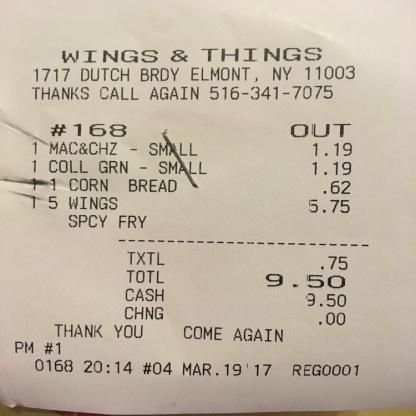 WINGS & THINGS
1717 DUTCH BRDY ELMONT, NY 11003
THANKS CALL AGAIN 516-341-7075
#168 OUT
1 MAC&CHZ - SMALL 1.19
1 COLL GRN - SMALL 1.19
1 1 CORN BREAD .62
1 5 WINGS 5.75
SPCY FRY
TXTL .75
TOTL 9.50
CASH 9.50
CHNG .00
THANK YOU COME AGAIN
PM #1
0168 20:14 #04 MAR.19'17 REG0001